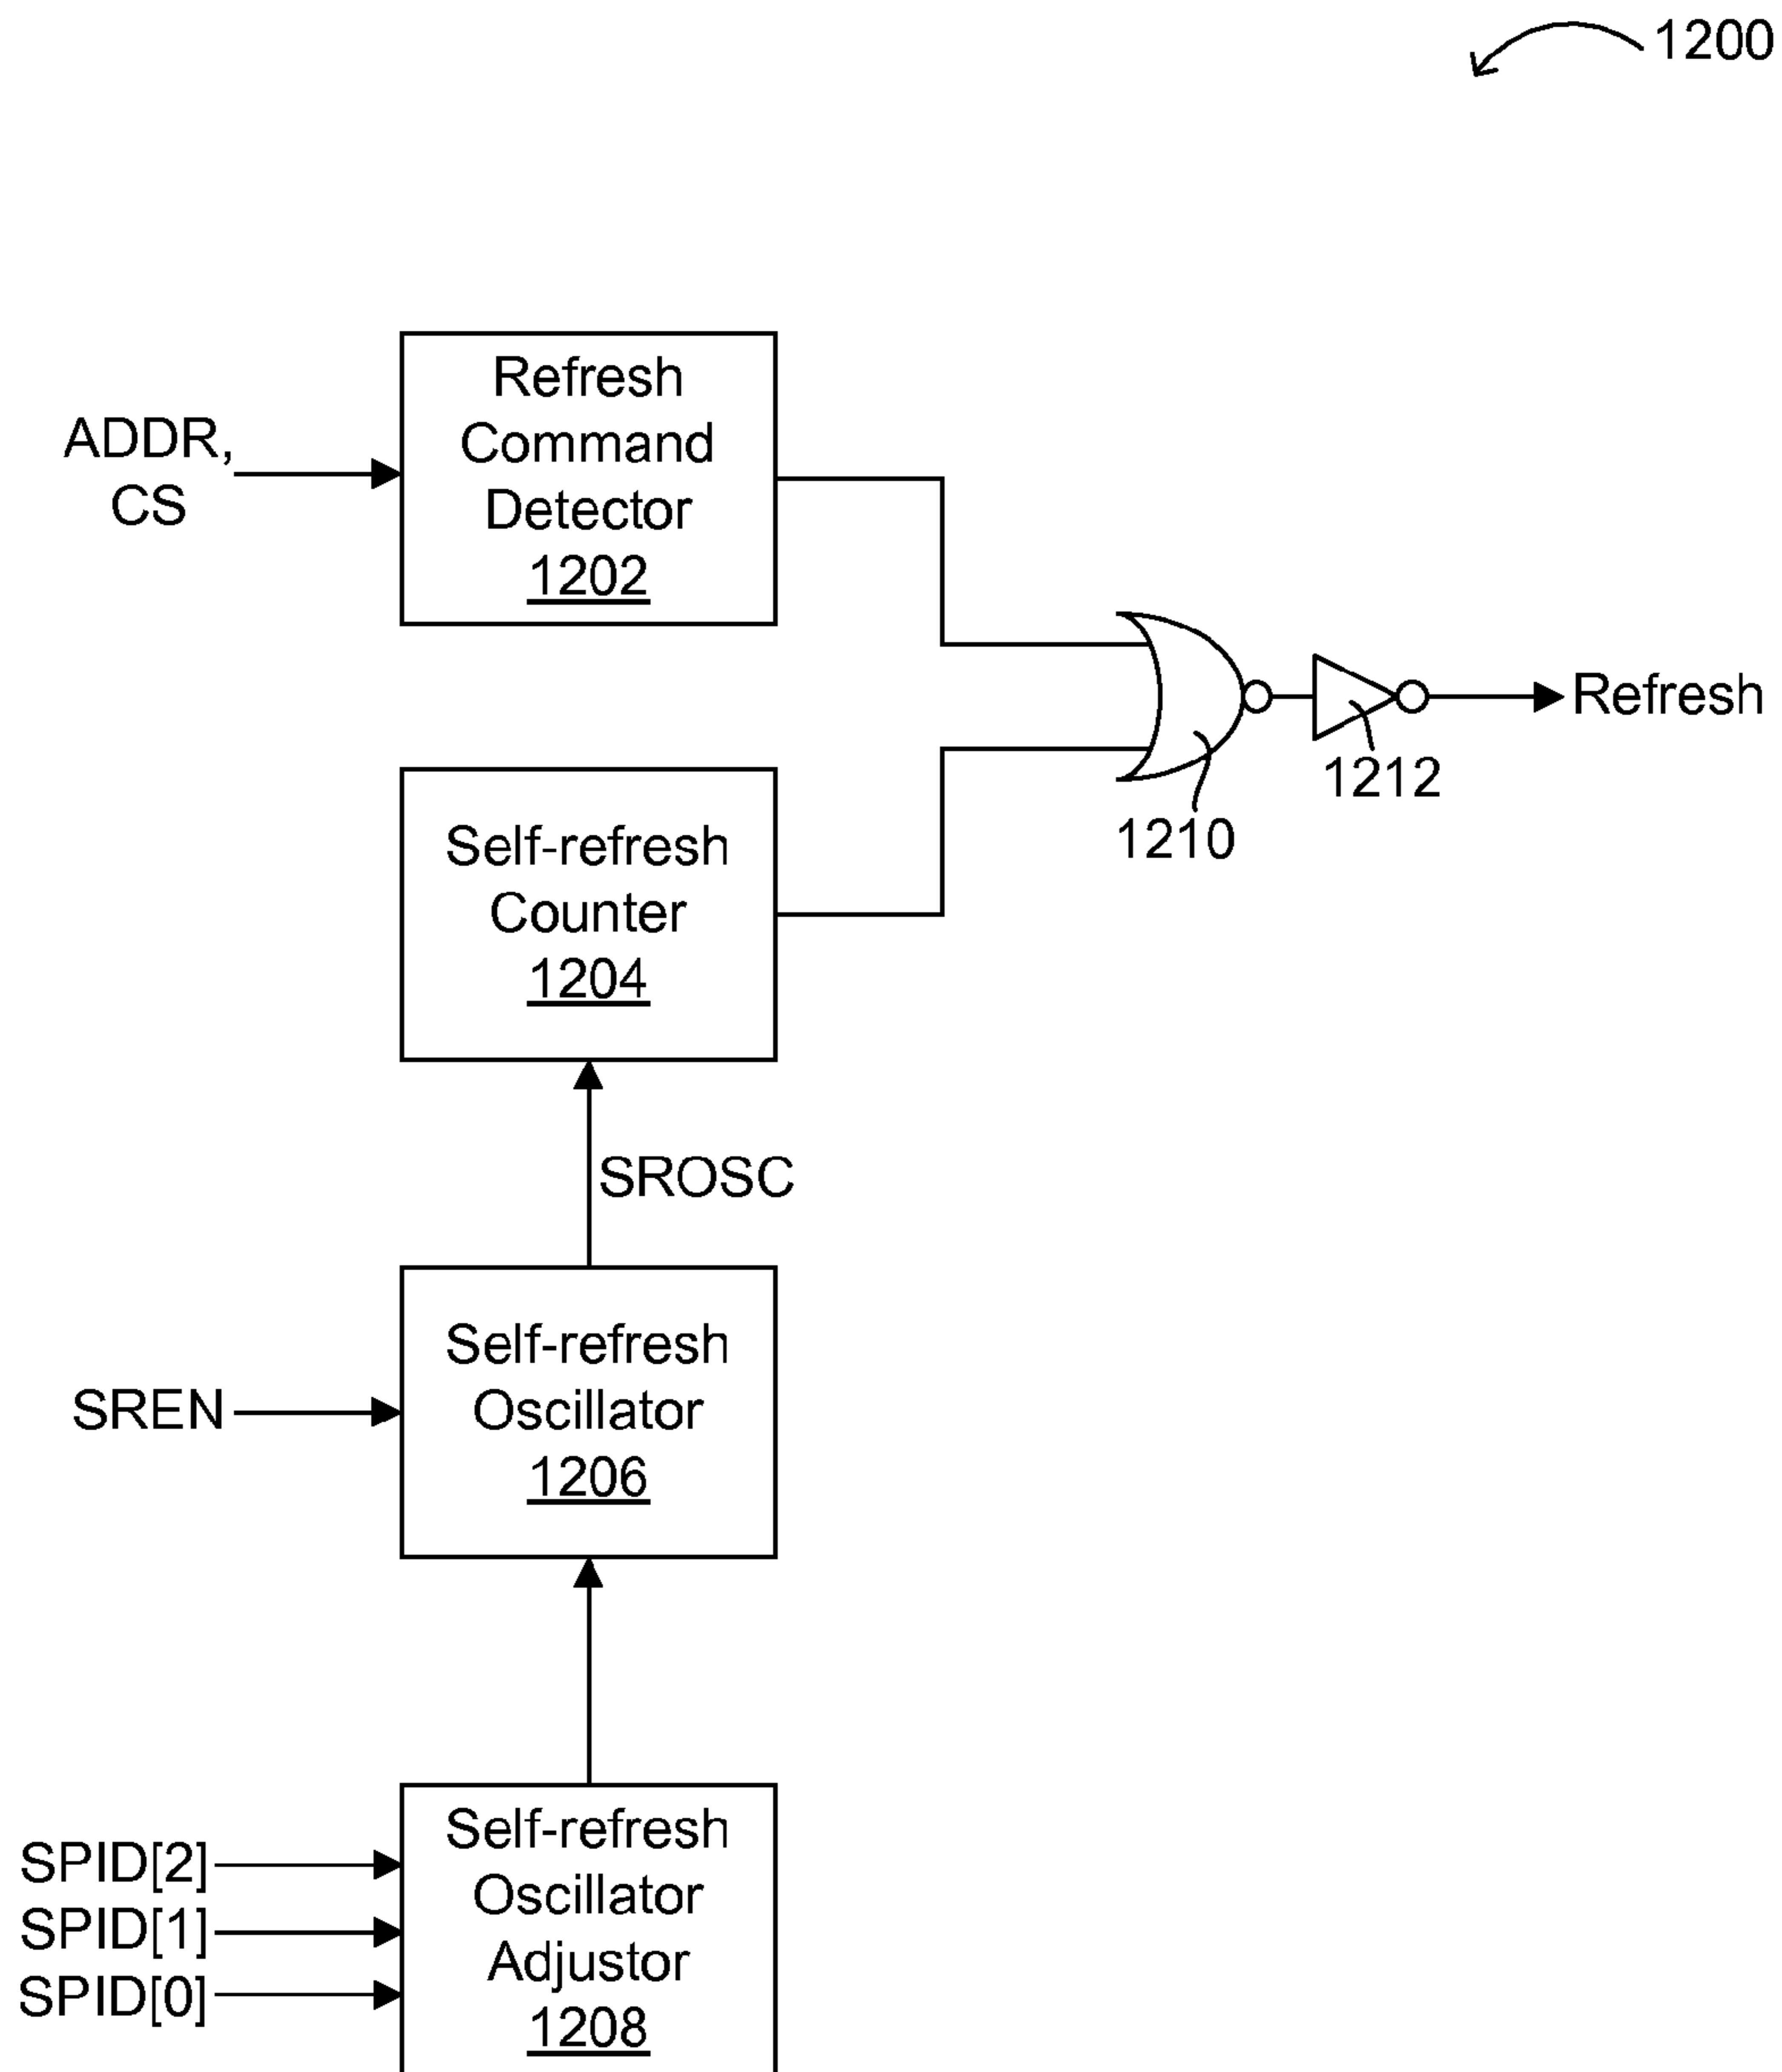 1200
Refresh
Command
Detector
1202
ADDR,
CS
Refresh
1212
1210
Self-refresh
Counter
1204
SROSC
Self-refresh
Oscillator
1206
SREN
Self-refresh
Oscillator
Adjustor
1208
SPID[2]
SPID[1]
SPID[0]